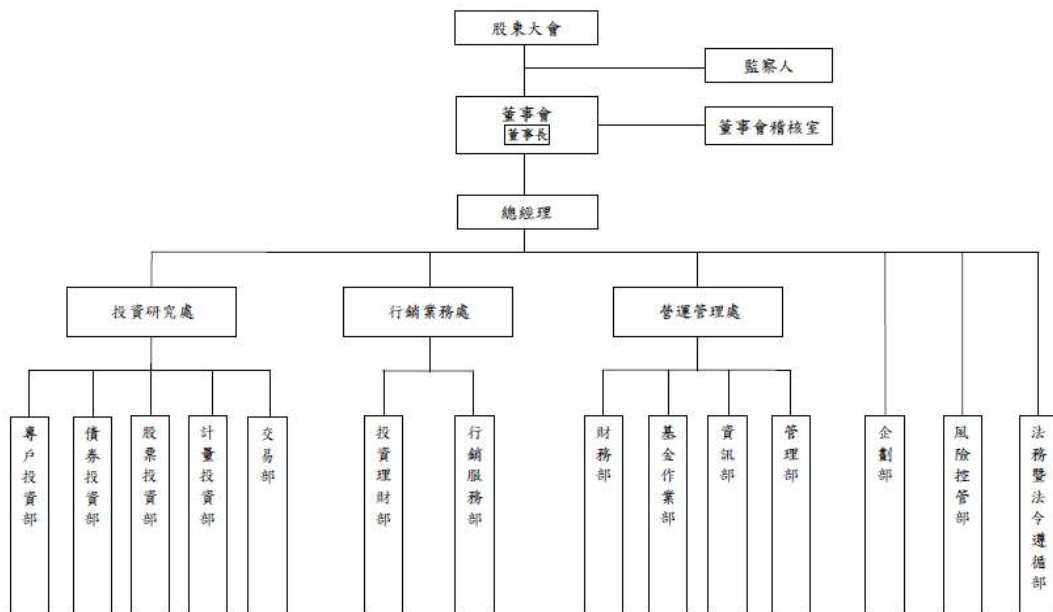 股東大會
監察人
董事會
董事長
董事會稽核室
總經理
投資研究處
行銷業務處
營運管理處
專戶投資部
債券投資部
股票投資部
計量投資部
交易部
投資理財部
行銷服務部
財務部
基金作業部
資訊部
管理部
企劃部
風險控管部
法務暨法令遵循部